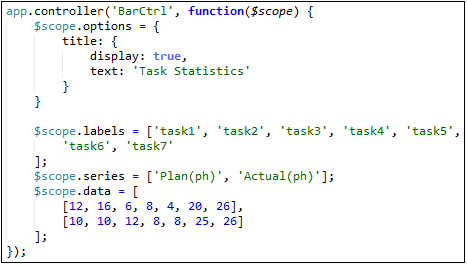 app.controller('BarCtrl', function($scope) {
$scope.options = {
title: {
display: true,
text: 'Task Statistics'
}
}
$scope.labels = ['task1', 'task2', 'task3', 'task4', 'task5',
'task6', 'task7'
];
$scope.series = ['Plan(ph)', 'Actual(ph)'];
$scope.data = [
[12, 16, 6, 8, 4, 20, 26],
[10, 10, 12, 8, 8, 25, 26]
];
});